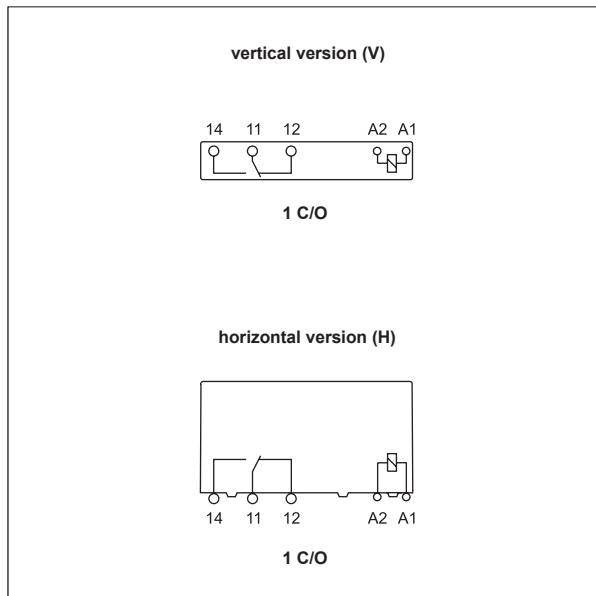 vertical version (V)
14 11 12 A2 A1
1 C/O
horizontal version (H)
14 11 12 A2 A1
1 C/O